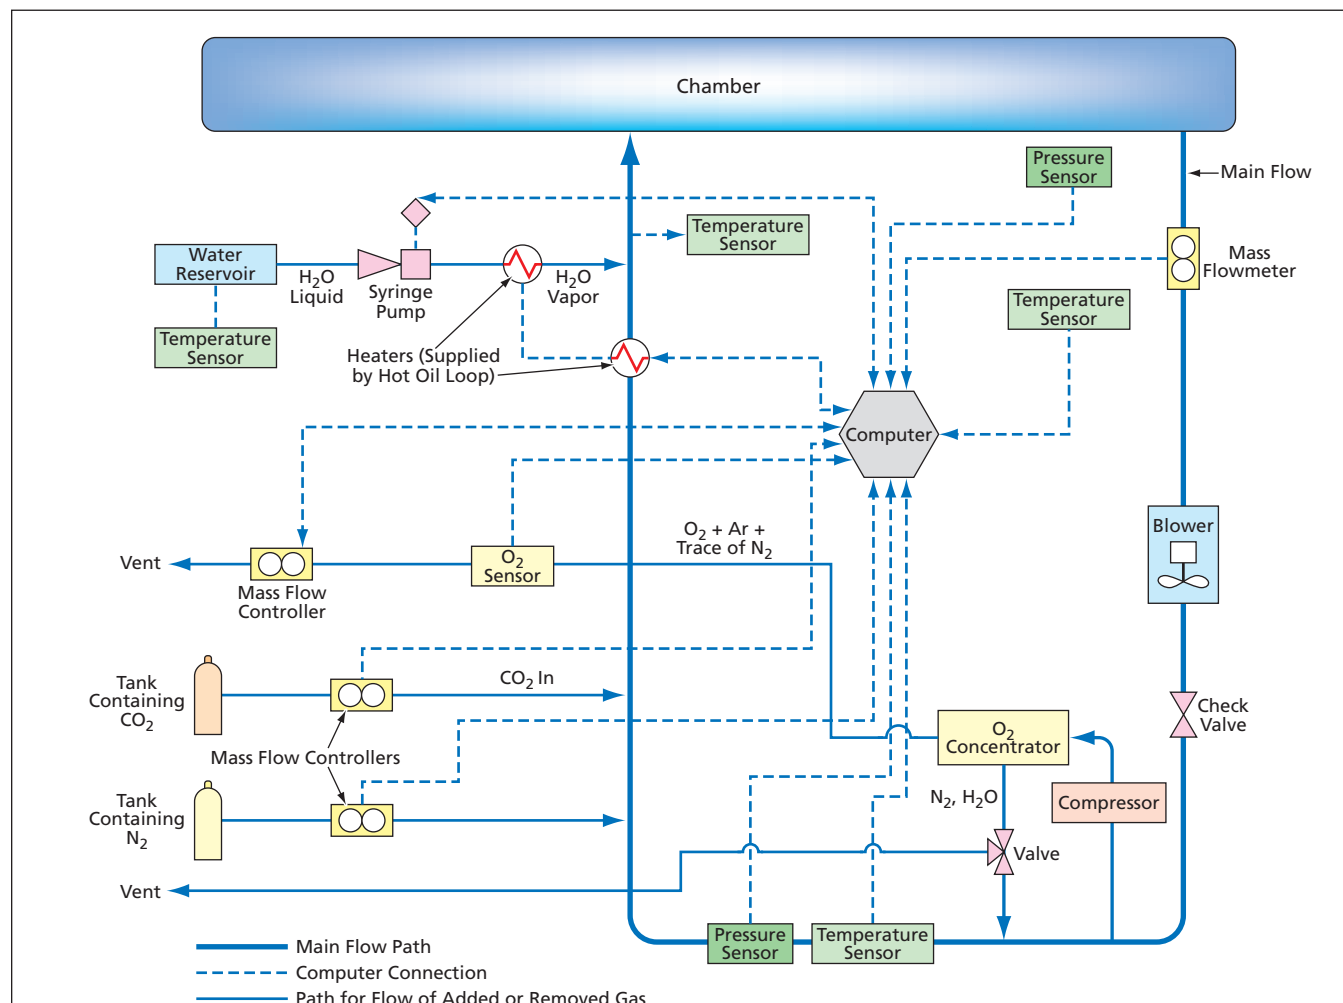 Chamber
Pressure
Sensor
Main Flow
Temperature
Sensor
Water
Reservoir
H2O
Liquid
Syringe
Pump
H2O
Vapor
Mass
Flowmeter
Temperature
Sensor
Temperature
Sensor
Heaters (Supplied
by Hot Oil Loop)
Computer
Blower
O2 + Ar +
Trace of N2
Vent
O2
Sensor
Mass Flow
Controller
CO2 In
Tank
Containing
CO2
Check
Valve
O2
Concentrator
Mass Flow Controllers
N2, H2O
Compressor
Tank
Containing
N2
Valve
Vent
Pressure
Sensor
Temperature
Sensor
Main Flow Path
Computer Connection
Path for Flow of Added or Removed Gas